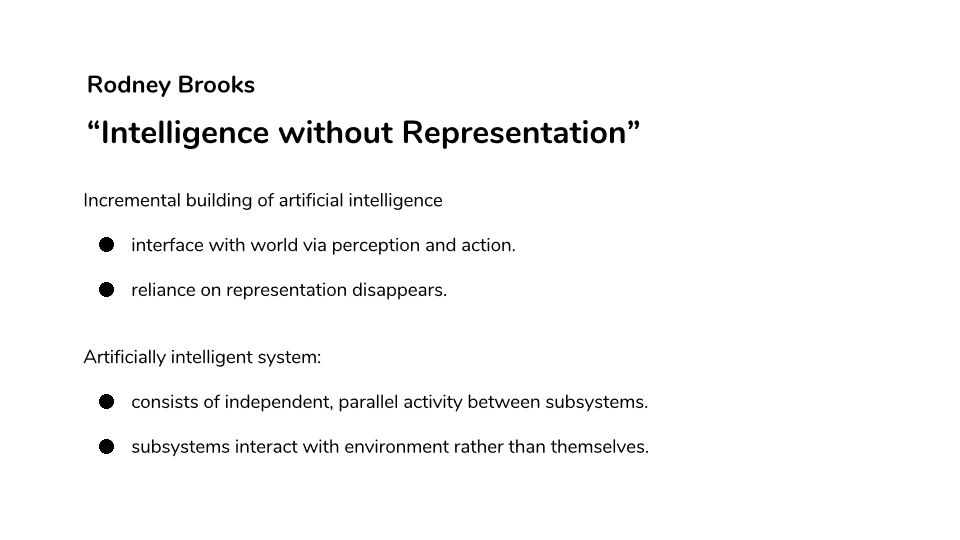 Rodney Brooks
“Intelligence without Representation”
Incremental building of artificial intelligence
● interface with world via perception and action.
● reliance on representation disappears.
Artificially intelligent system:
● consists of independent, parallel activity between subsystems.
● subsystems interact with environment rather than themselves.